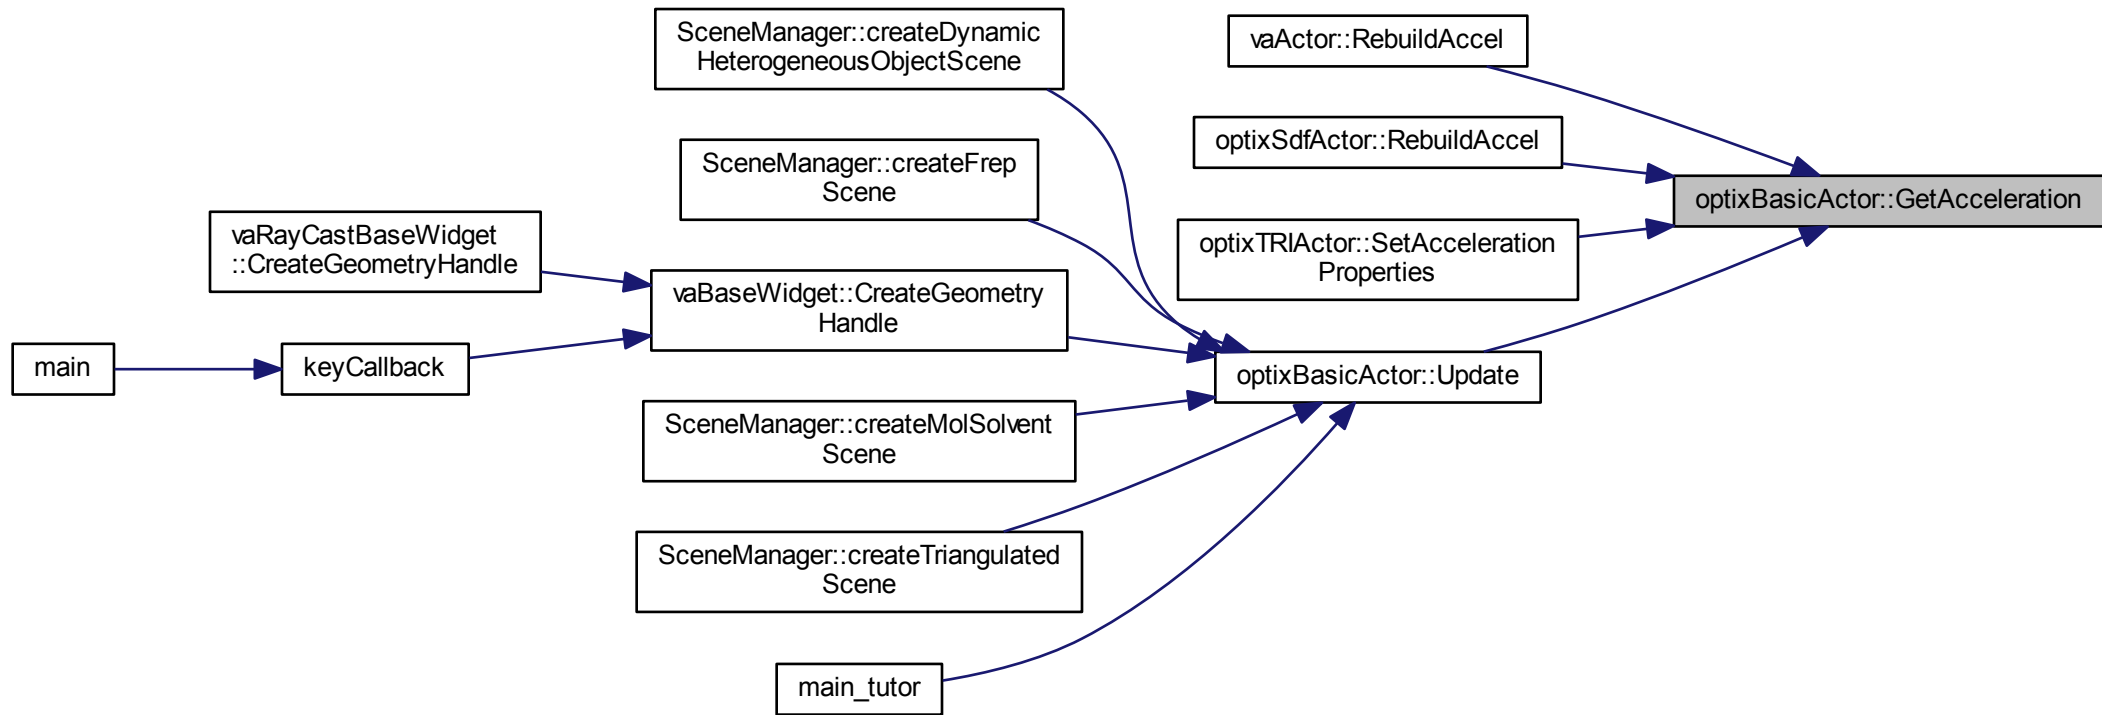 SceneManager::createDynamic
HeterogeneousObjectScene
vaActor::RebuildAccel
optixSdfActor::RebuildAccel
SceneManager::createFrep
Scene
optixBasicActor::GetAcceleration
vaRayCastBaseWidget
::CreateGeometryHandle
optixTRIActor::SetAcceleration
Properties
vaBaseWidget::CreateGeometry
Handle
main
keyCallback
optixBasicActor::Update
SceneManager::createMolSolvent
Scene
SceneManager::createTriangulated
Scene
main_tutor